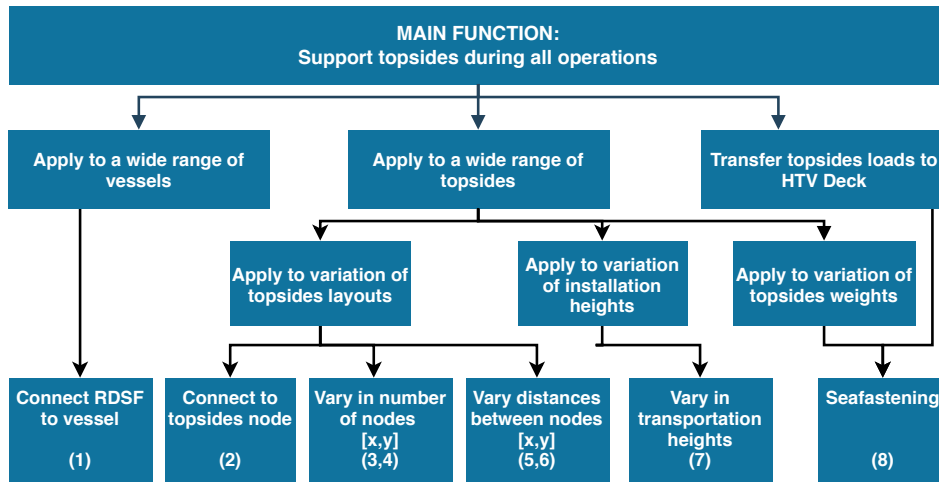 MAIN FUNCTION:
Support topsides during all operations
Apply to a wide range of
vessels
Apply to a wide range of
topsides
Transfer topsides loads to
HTV Deck
Apply to variation of
topsides layouts
Apply to variation
of installation
heights
Apply to variation of
topsides weights
Connect RDSF
to vessel
(1)
Connect to
topsides node
(2)
Vary in number
of nodes
[x,y]
(3,4)
Vary distances
between nodes
[x,y]
(5,6)
Vary in
transportation
heights
(7)
Seafastening
(8)